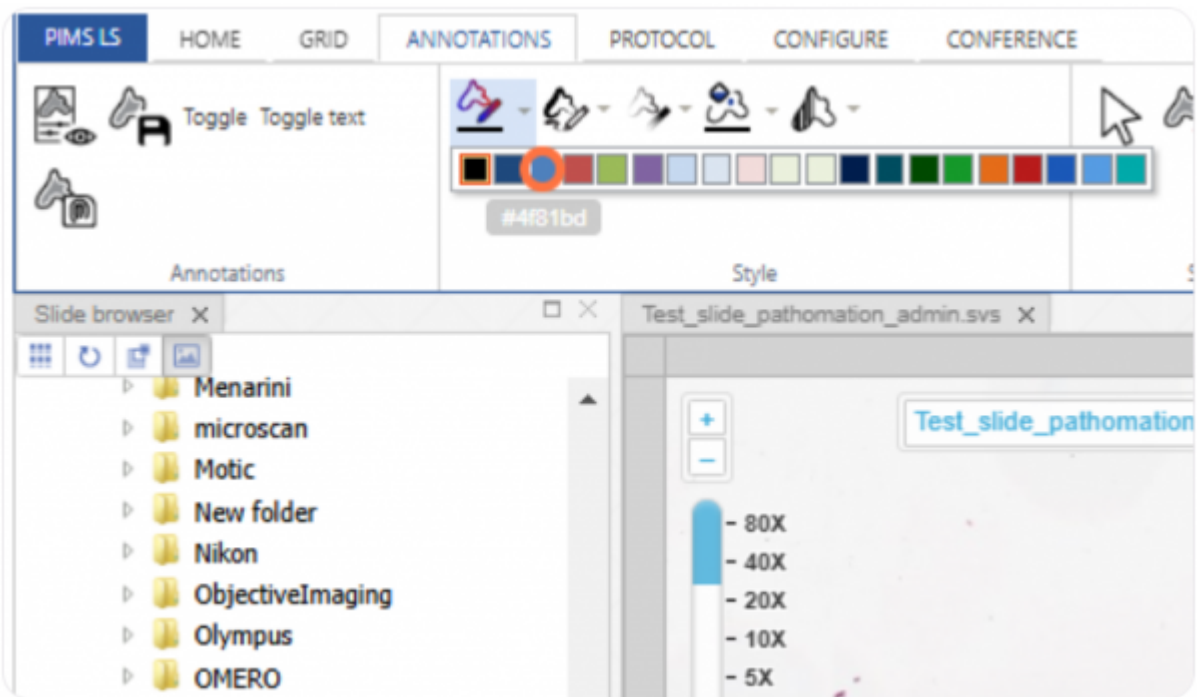 PIMS LS HOME GRID ANNOTATIONS PROTOCOL CONFIGURE CONFERENCE
Toggle Toggle text
#4f81bd
Annotations Style
Slide browser Test_slide_pathomation_admin.svs
Menarini
microscan
Motic
New folder
Nikon
ObjectiveImaging
Olympus
OMERO
Test_slide_pathomation
+
–
- 80X
- 40X
- 20X
- 10X
- 5X